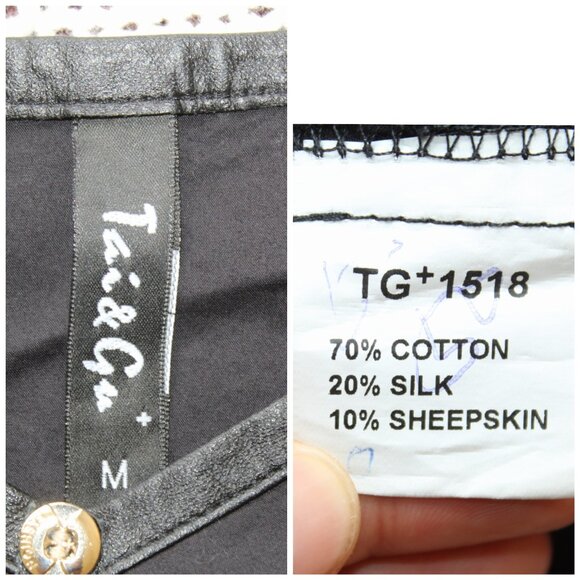 Tai&Gu+
M
TG+1518
70% COTTON
20% SILK
10% SHEEPSKIN